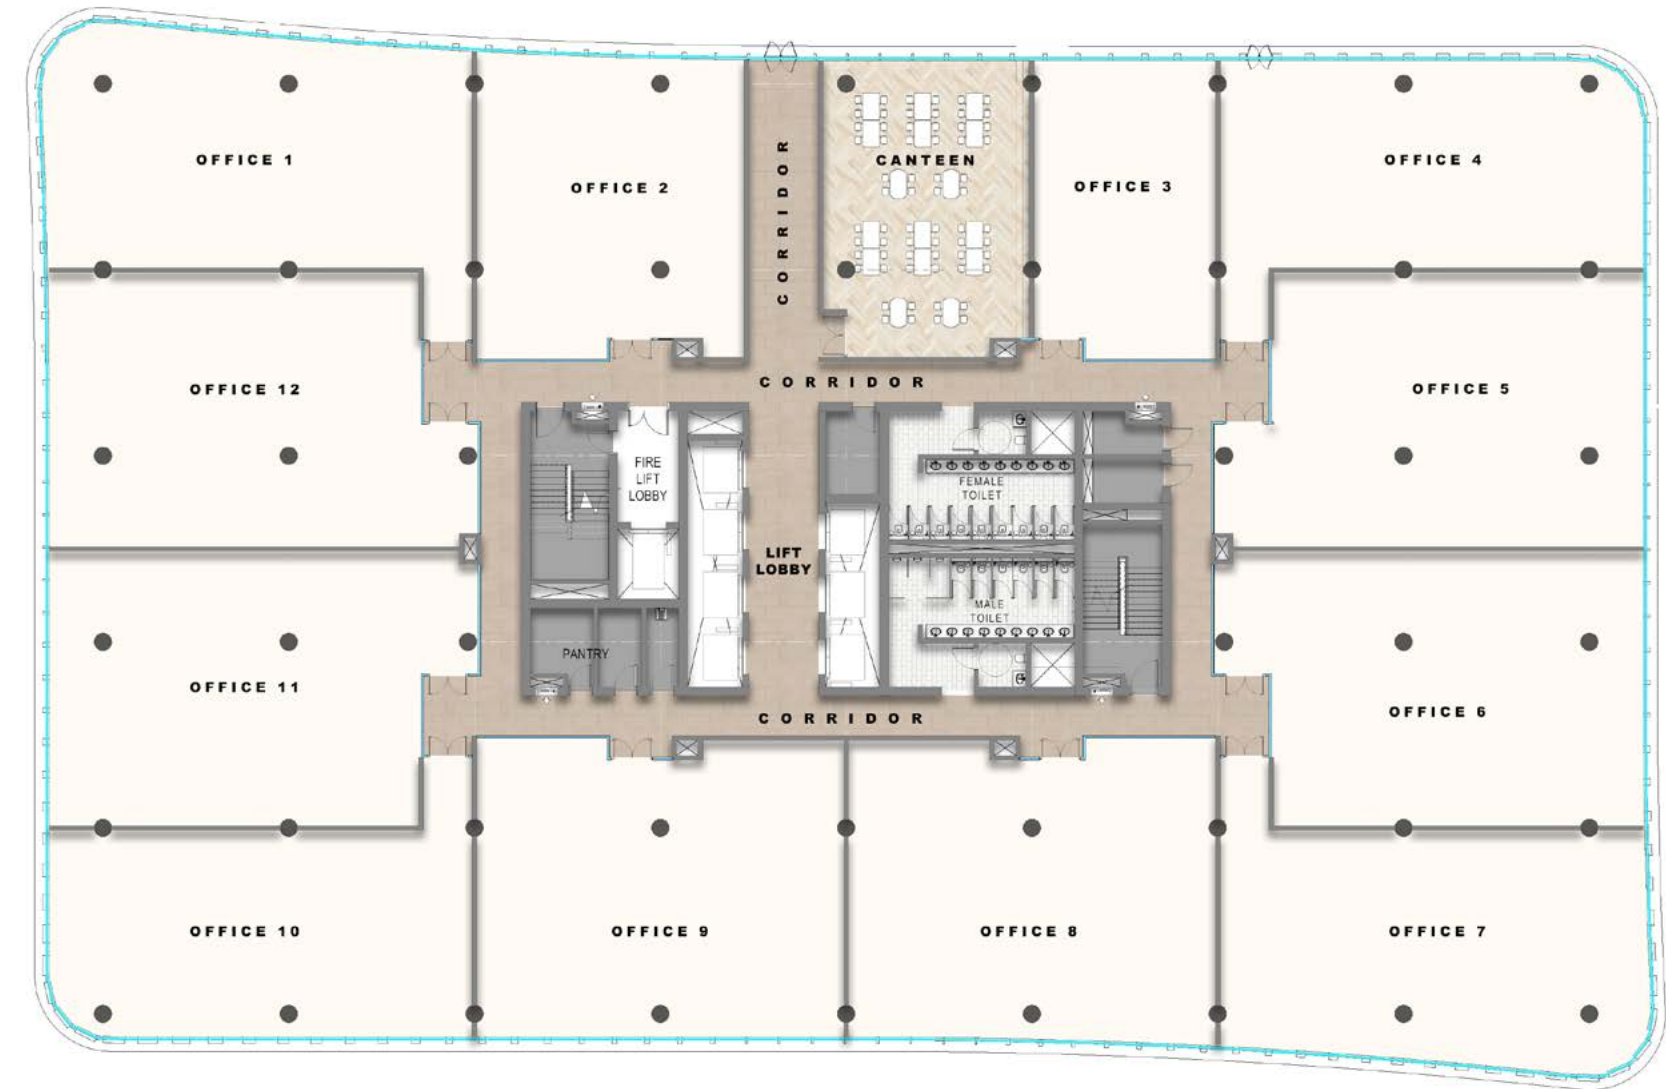 OFFICE 1
OFFICE 2
CORRIDOR
CANTEEN
OFFICE 3
OFFICE 4
OFFICE 12
CORRIDOR
OFFICE 5
FIRE
LIFT
LOBBY
FEMALE
TOILET
LIFT
LOBBY
MALE
TOILET
PANTRY
OFFICE 11
CORRIDOR
OFFICE 6
OFFICE 10
OFFICE 9
OFFICE 8
OFFICE 7